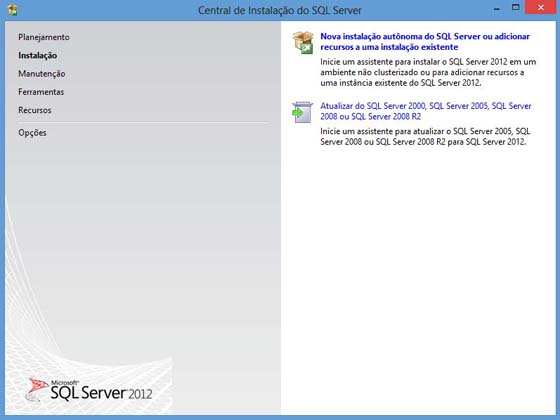 Central de Instalação do SQL Server
Planejamento
Instalação
Manutenção
Ferramentas
Recursos
Opções
Nova instalação autônoma do SQL Server ou adicionar
recursos a uma instalação existente
Inicie um assistente para instalar o SQL Server 2012 em um
ambiente não clusterizado ou para adicionar recursos a
uma instância existente do SQL Server 2012.
Atualizar do SQL Server 2000, SQL Server 2005, SQL Server
2008 ou SQL Server 2008 R2
Inicie um assistente para atualizar o SQL Server 2005, SQL
Server 2008 ou SQL Server 2008 R2 para SQL Server 2012.
Microsoft
SQL Server 2012